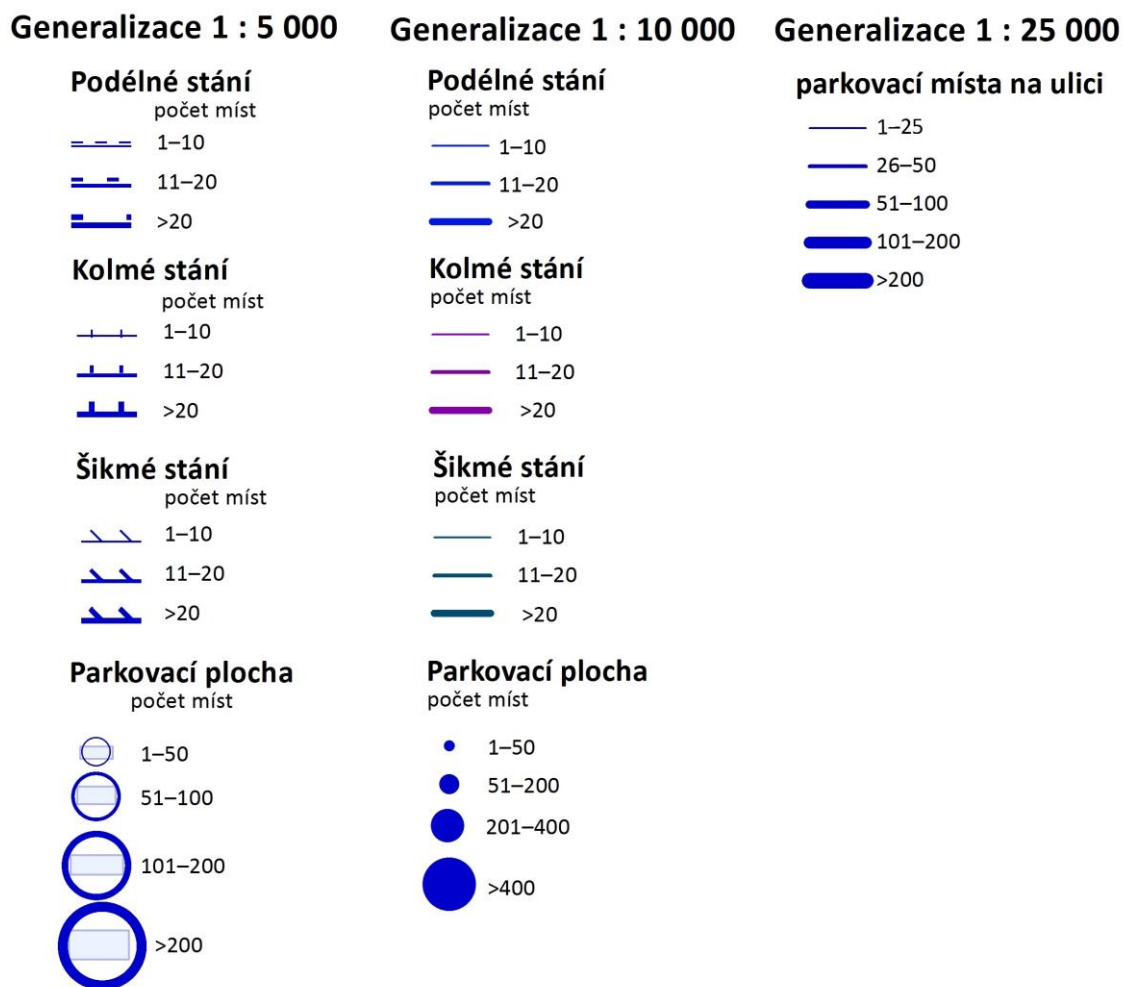 Generalizace 1 : 5 000
Podélné stání
počet míst
1–10
11–20
>20
Kolmé stání
počet míst
1–10
11–20
>20
Šikmé stání
počet míst
1–10
11–20
>20
Parkovací plocha
počet míst
1–50
51–100
101–200
>200
Generalizace 1 : 10 000
Podélné stání
počet míst
1–10
11–20
>20
Kolmé stání
počet míst
1–10
11–20
>20
Šikmé stání
počet míst
1–10
11–20
>20
Parkovací plocha
počet míst
1–50
51–200
201–400
>400
Generalizace 1 : 25 000
parkovací místa na ulici
1–25
26–50
51–100
101–200
>200